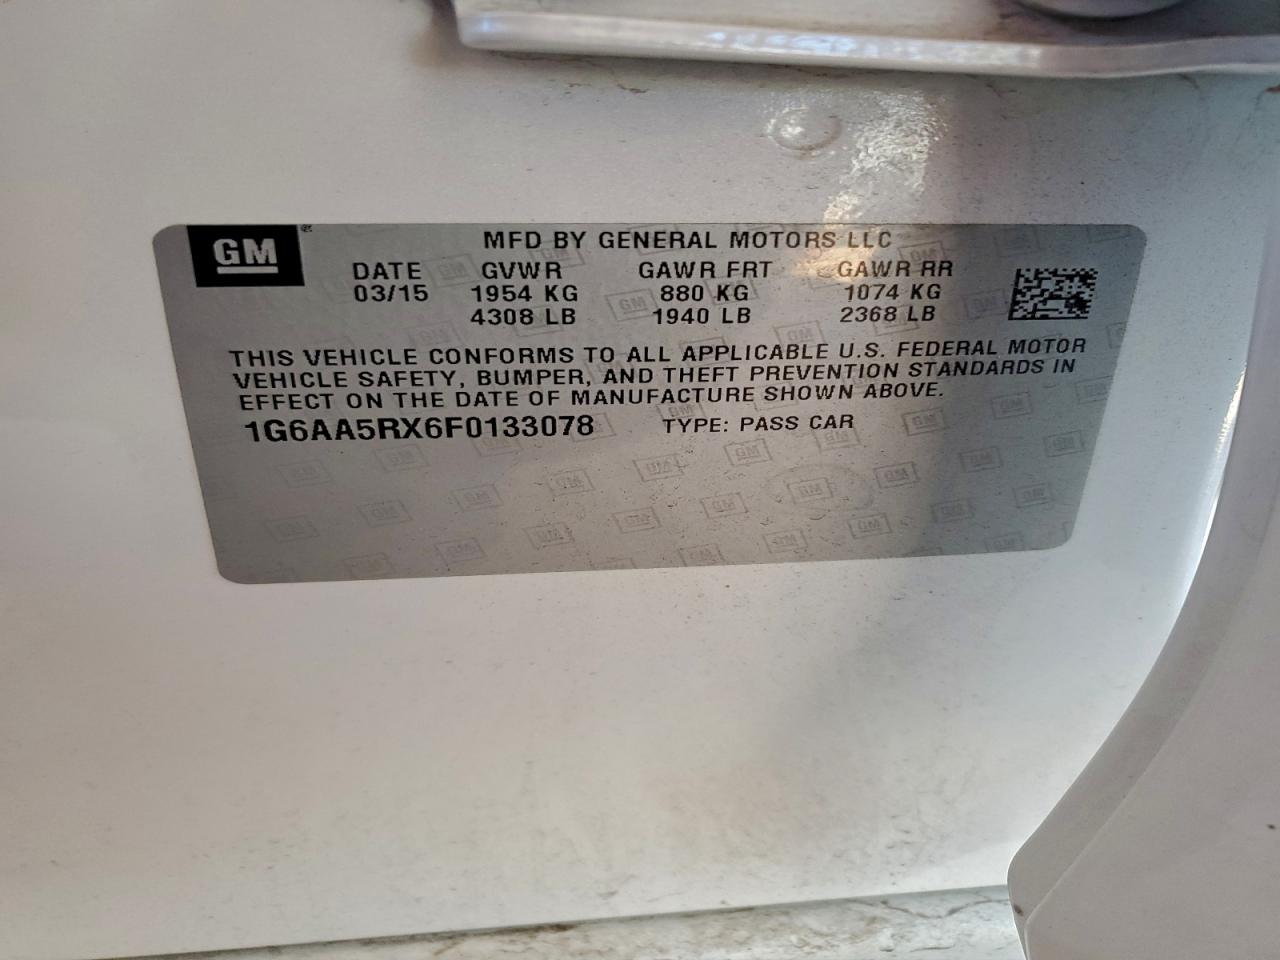 GM ®
MFD BY GENERAL MOTORS LLC
DATE GVWR GAWR FRT GAWR RR
03/15 1954 KG 880 KG 1074 KG
4308 LB 1940 LB 2368 LB
THIS VEHICLE CONFORMS TO ALL APPLICABLE U.S. FEDERAL MOTOR
VEHICLE SAFETY, BUMPER, AND THEFT PREVENTION STANDARDS IN
EFFECT ON THE DATE OF MANUFACTURE SHOWN ABOVE.
1G6AA5RX6F0133078 TYPE: PASS CAR